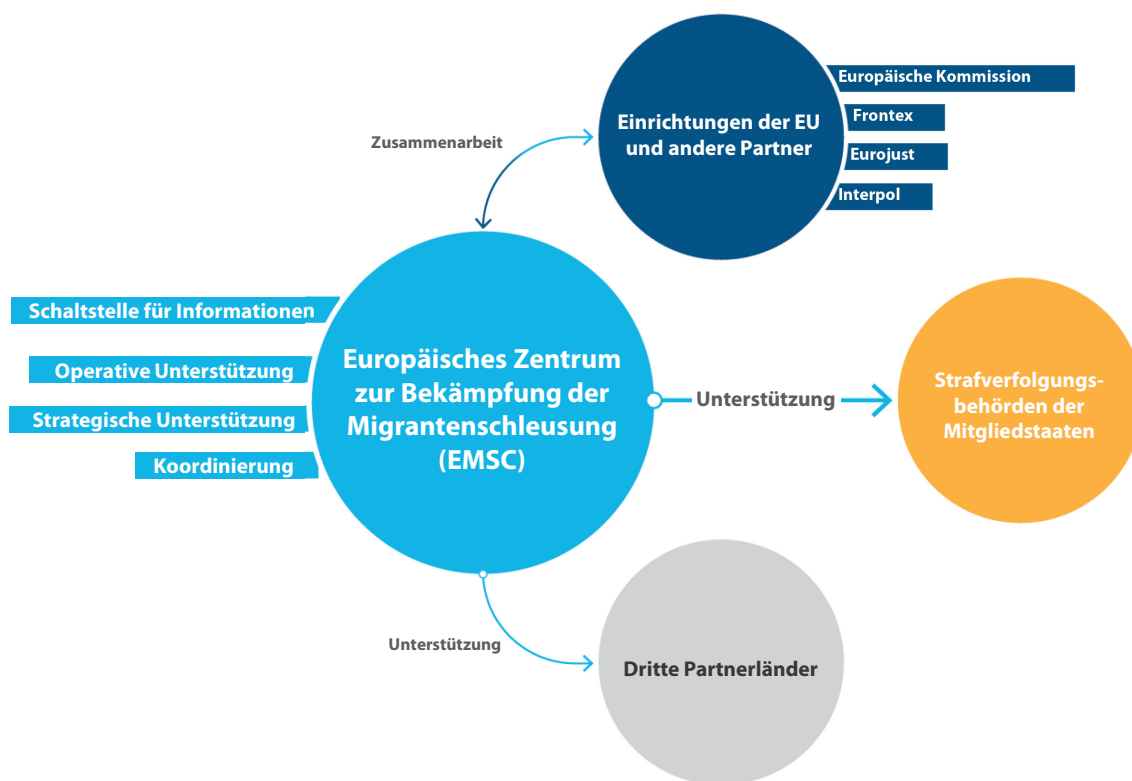 Europäische Kommission
Frontex
Einrichtungen der EU
und andere Partner
Zusammenarbeit
Eurojust
Interpol
Schaltstelle für Informationen
Operative Unterstützung
Strategische Unterstützung
Koordinierung
Europäisches Zentrum
zur Bekämpfung der
Migrantenschleusung
(EMSC)
Unterstützung
Strafverfolgungs-
behörden der
Mitgliedstaaten
Unterstützung
Dritte Partnerländer